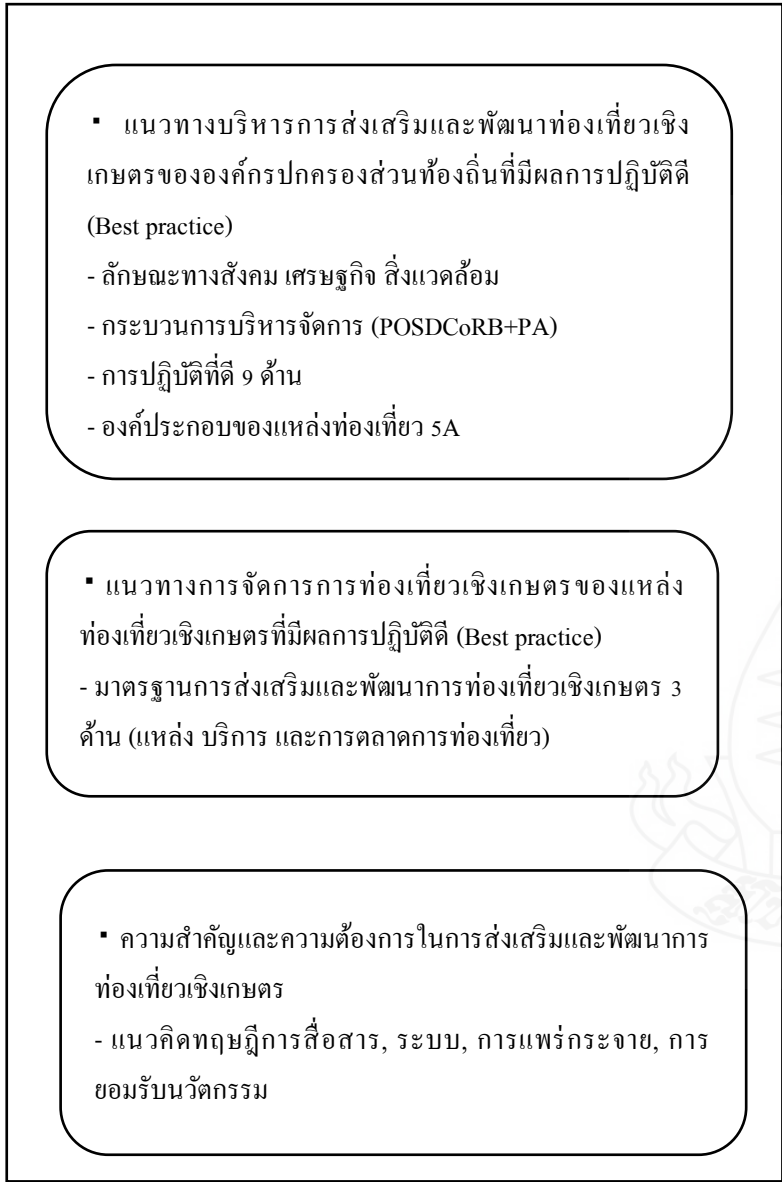 ▪ แนวทางบริหารการส่งเสริมและพัฒนาท่องเที่ยวเชิง
เกษตรขององค์กรปกครองส่วนท้องถิ่นที่มีผลการปฏิบัติดี
(Best practice)
- ลักษณะทางสังคม เศรษฐกิจ สิ่งแวดล้อม
- กระบวนการบริหารจัดการ (POSDCoRB+PA)
- การปฏิบัติที่ดี 9 ด้าน
- องค์ประกอบของแหล่งท่องเที่ยว 5A
▪ แนวทางการจัดการการท่องเที่ยวเชิงเกษตรของแหล่ง
ท่องเที่ยวเชิงเกษตรที่มีผลการปฏิบัติดี (Best practice)
- มาตรฐานการส่งเสริมและพัฒนาการท่องเที่ยวเชิงเกษตร 3
ด้าน (แหล่ง บริการ และการตลาดการท่องเที่ยว)
▪ ความสำคัญและความต้องการในการส่งเสริมและพัฒนาการ
ท่องเที่ยวเชิงเกษตร
- แนวคิดทฤษฎีการสื่อสาร, ระบบ, การแพร่กระจาย, การ
ยอมรับนวัตกรรม